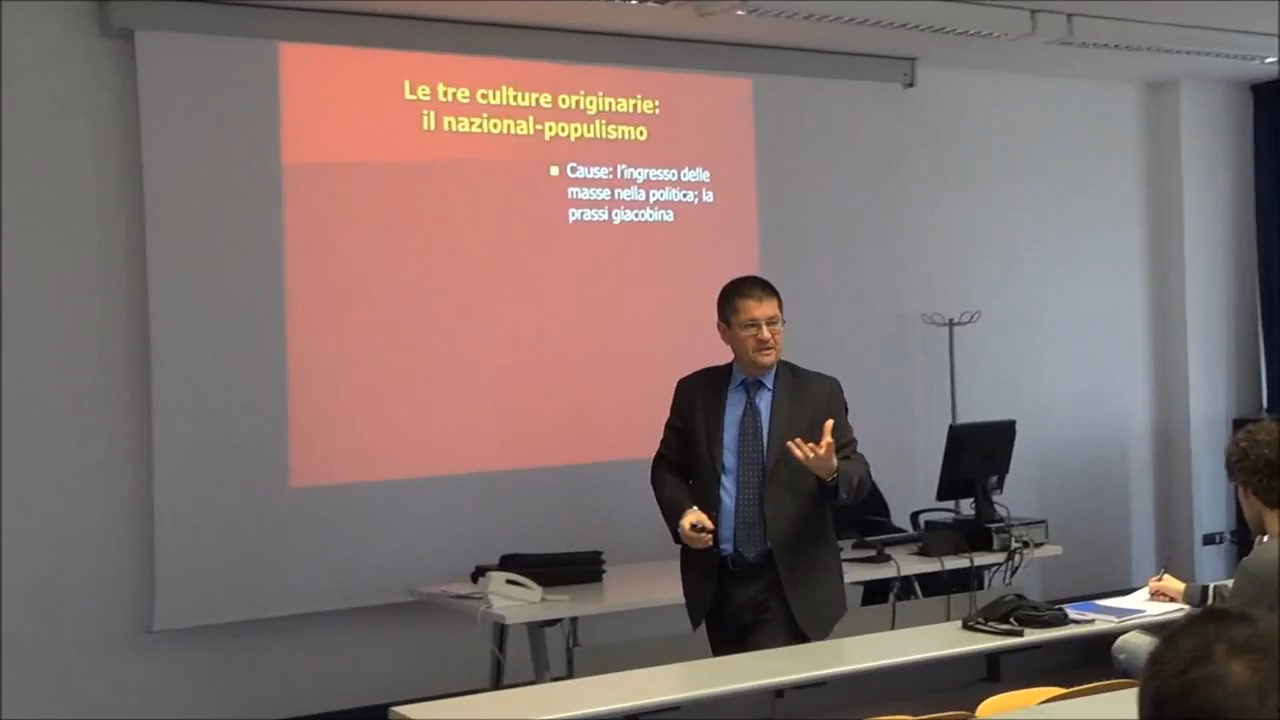 Le tre culture originarie:
il nazional-populismo
Cause: l'ingresso delle
masse nella politica; la
prassi giacobina